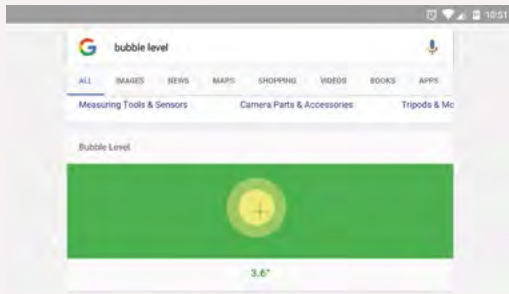 10:51
G bubble level
ALL IMAGES NEWS MAPS SHOPPING VIDEOS BOOKS APPS
Measuring Tools & Sensors Camera Parts & Accessories Tripods & Mo
Bubble Level
3.6°